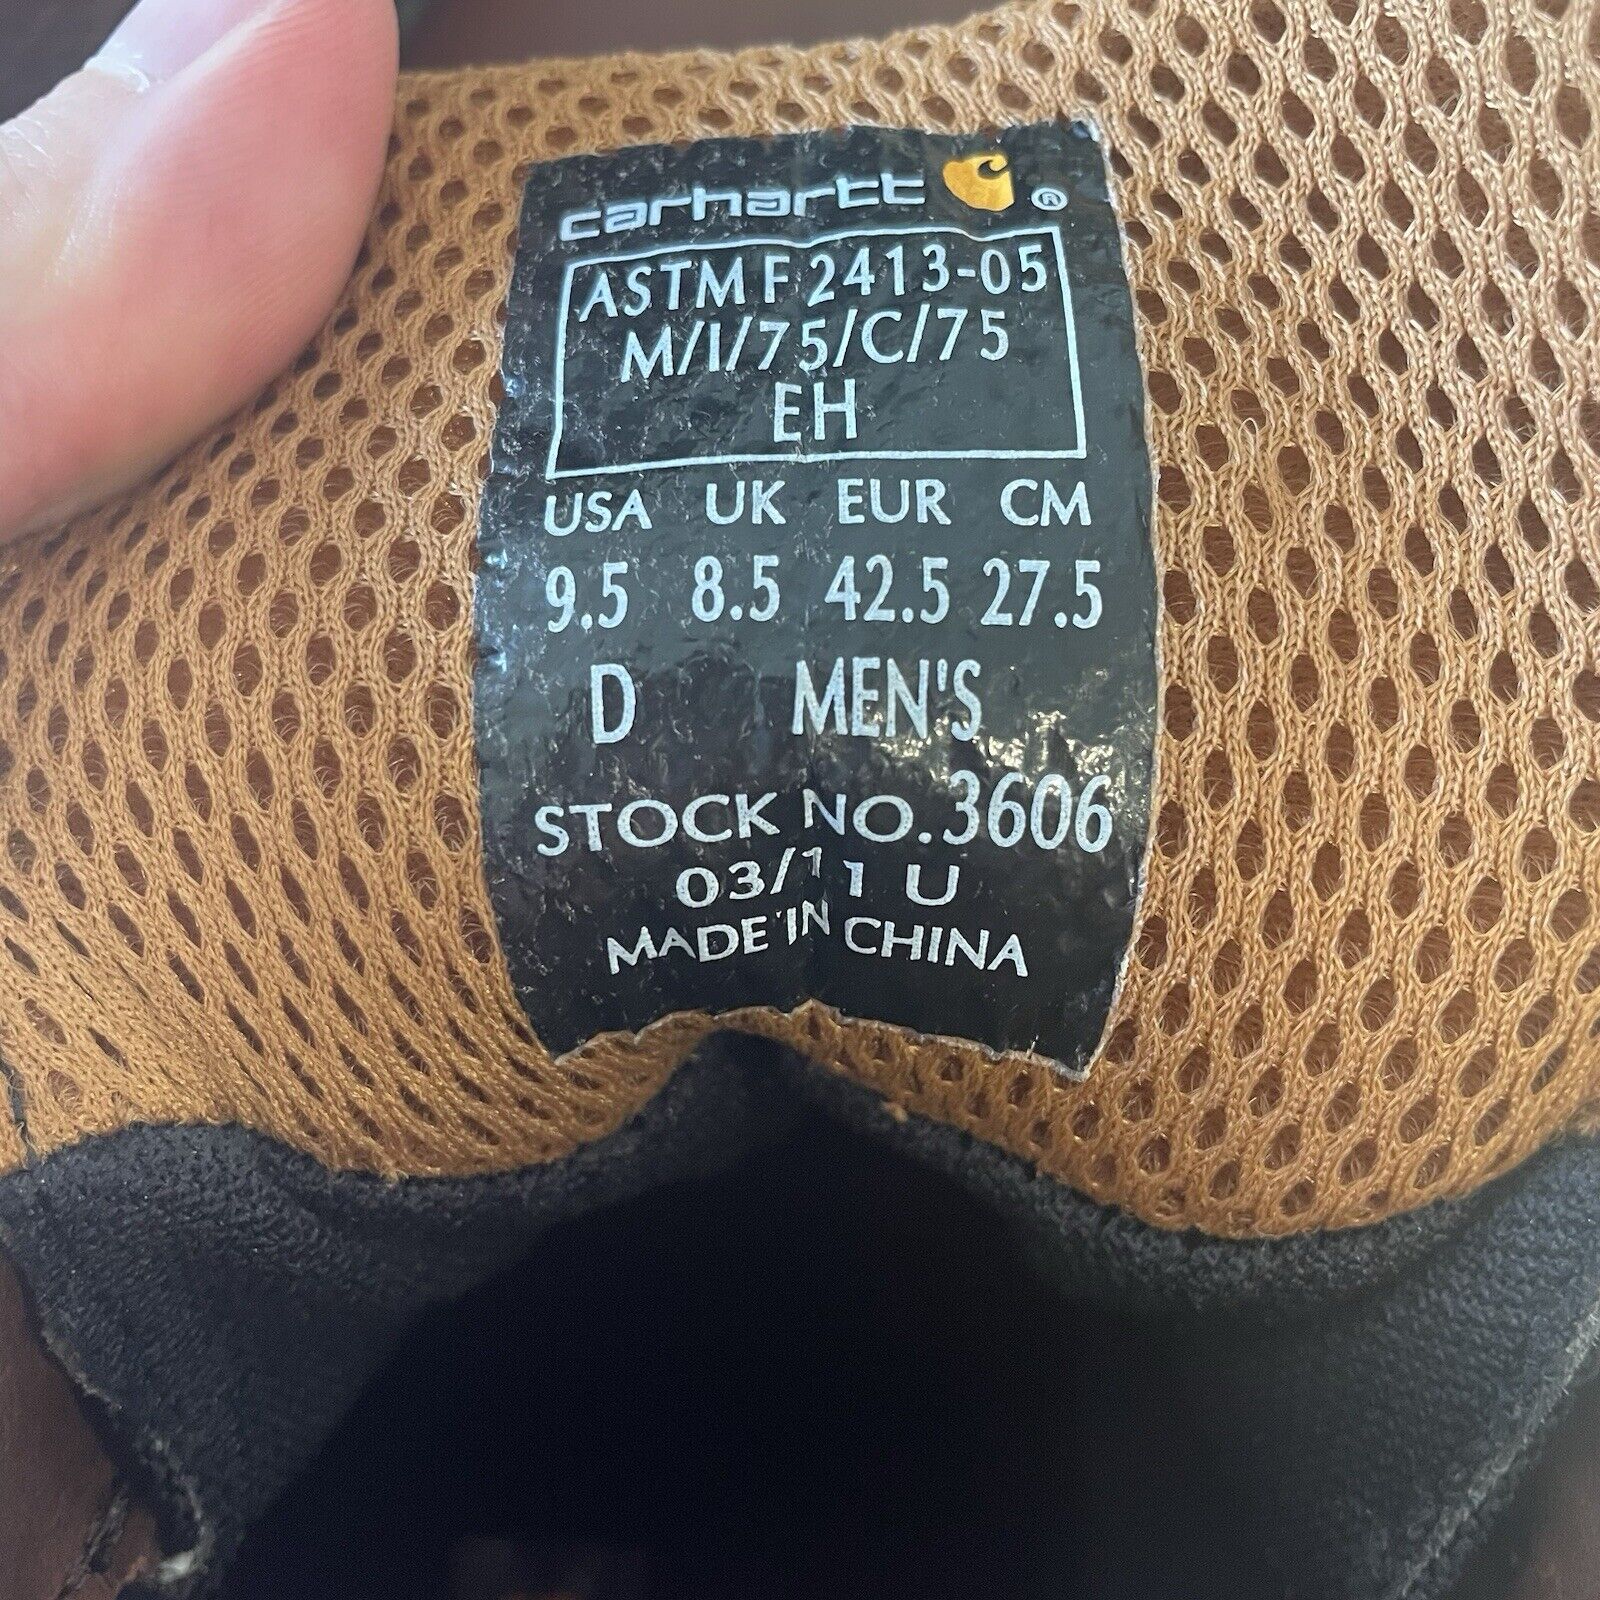 carhartt ®
ASTM F 2413-05
M/I/75/C/75
EH
USA UK EUR CM
9.5 8.5 42.5 27.5
D MEN'S
STOCK NO. 3606
03/11 U
MADE IN CHINA